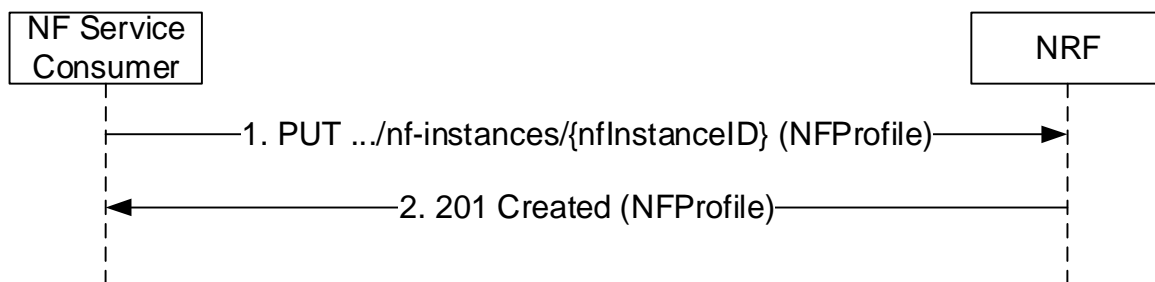 NF Service
Consumer
NRF
1. PUT .../nf-instances/{nfInstanceID} (NFProfile)
2. 201 Created (NFProfile)